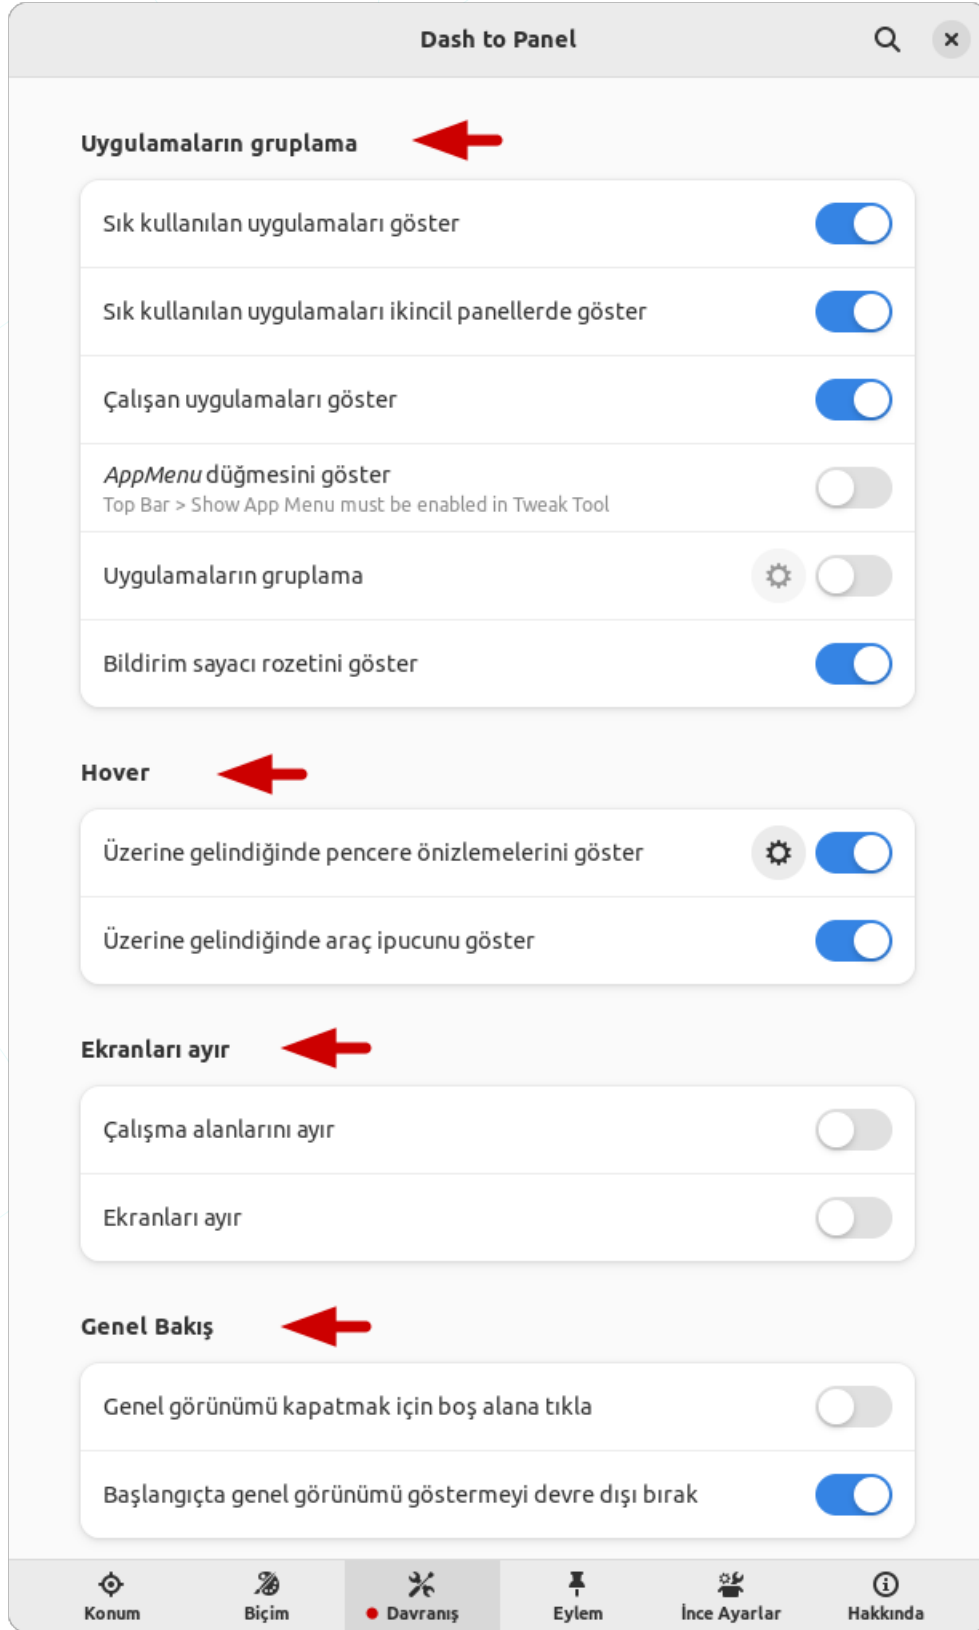 Dash to Panel
Uygulamaların gruplama
Sık kullanılan uygulamaları göster
Sık kullanılan uygulamaları ikincil panellerde göster
Çalışan uygulamaları göster
AppMenu düğmesini göster
Top Bar > Show App Menu must be enabled in Tweak Tool
Uygulamaların gruplama
Bildirim sayacı rozetini göster
Hover
Üzerine gelindiğinde pencere önizlemelerini göster
Üzerine gelindiğinde araç ipucunu göster
Ekranları ayır
Çalışma alanlarını ayır
Ekranları ayır
Genel Bakış
Genel görünümü kapatmak için boş alana tıkla
Başlangıçta genel görünümü göstermeyi devre dışı bırak
Konum Biçim Davranış Eylem İnce Ayarlar Hakkında